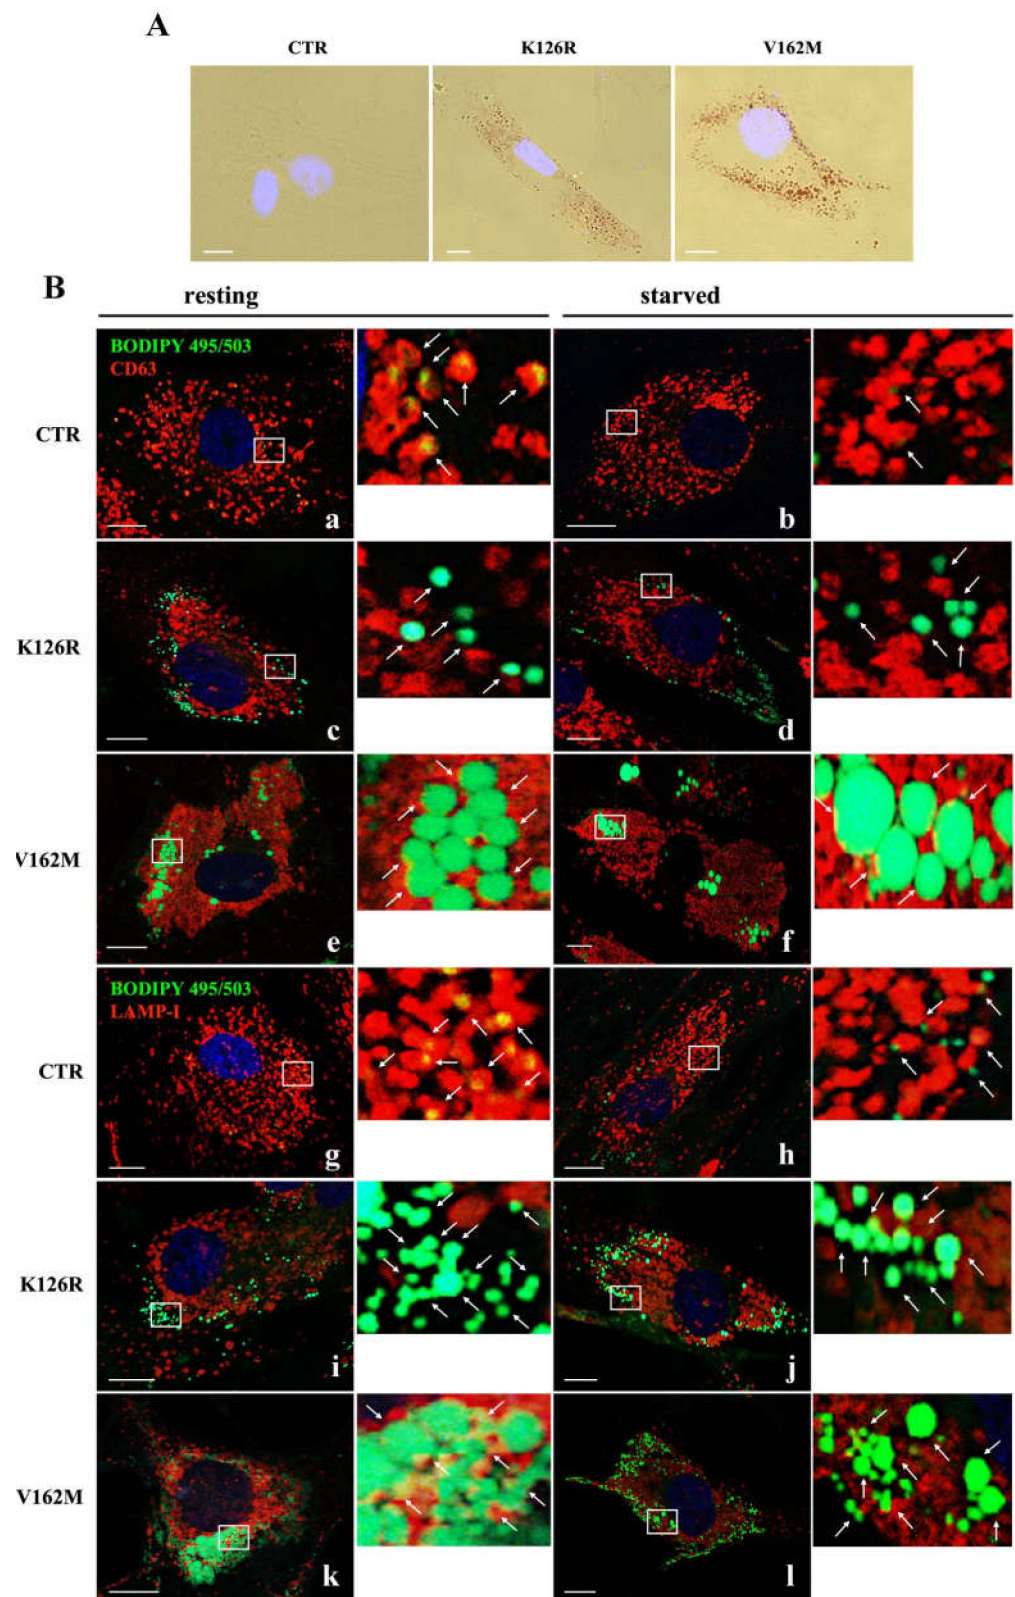 A
CTR K126R V162M
B
resting starved
BODIPY 495/503
CD63
CTR
a b
K126R
c d
V162M
e f
BODIPY 495/503
LAMP-I
CTR
g h
K126R
i j
V162M
k l